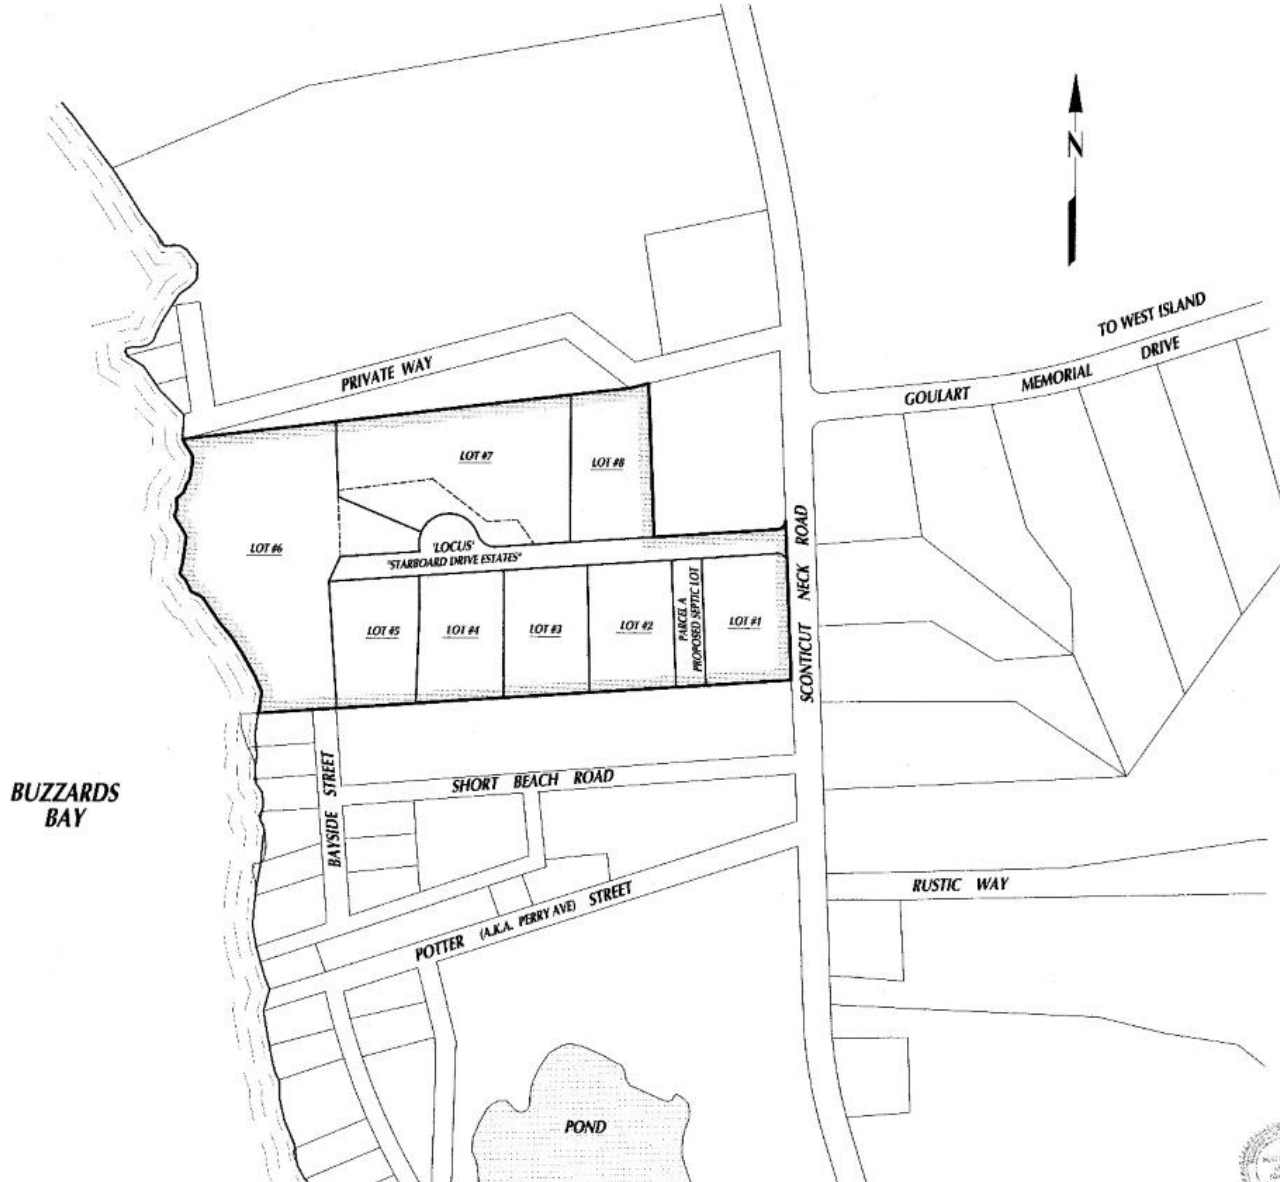 N
TO WEST ISLAND
GOULART MEMORIAL DRIVE
PRIVATE WAY
LOT #7
LOT #8
LOT #6
'LOCUS'
"STARBOARD DRIVE ESTATES"
SCONTICUT NECK ROAD
LOT #5
LOT #4
LOT #3
LOT #2
PARCEL A
PROPOSED SEPTIC LOT
LOT #1
BUZZARDS
BAY
BAYSIDE STREET
SHORT BEACH ROAD
POTTER (A.K.A. PERRY AVE) STREET
RUSTIC WAY
POND